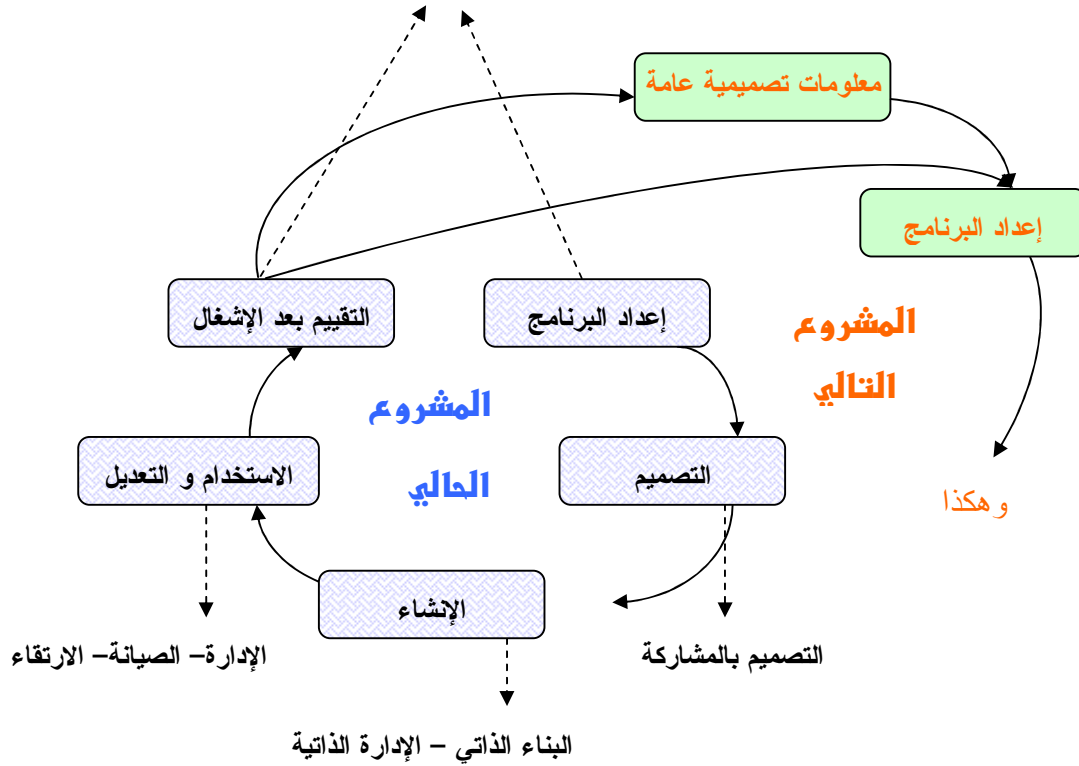 معلومات تصميمية عامة
إعداد البرنامج
إعداد البرنامج
التقييم بعد الإشغال
المشروع
التالي
المشروع
الحالي
التصميم
الاستخدام و التعديل
وهكذا
الإنشاء
التصميم بالمشاركة
الإدارة– الصيانة– الارتقاء
البناء الذاتي – الإدارة الذاتية